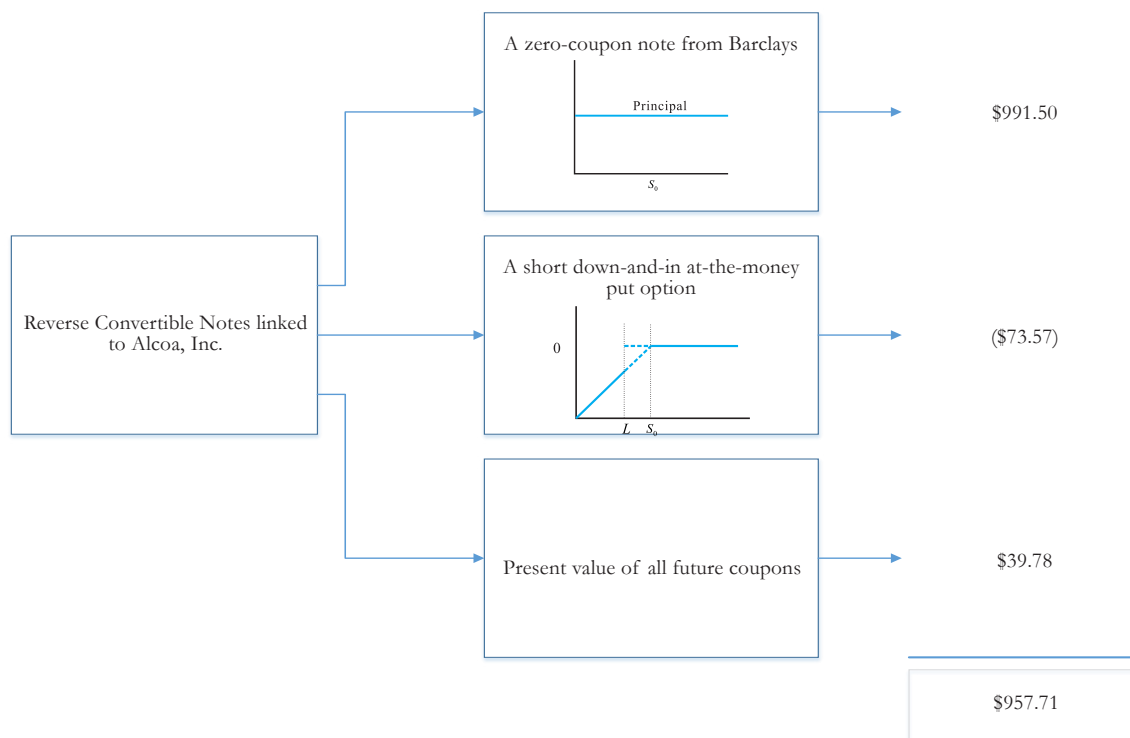 A zero-coupon note from Barclays
Principal
S₀
$991.50
Reverse Convertible Notes linked
to Alcoa, Inc.
A short down-and-in at-the-money
put option
0
L S₀
($73.57)
Present value of all future coupons
$39.78
$957.71